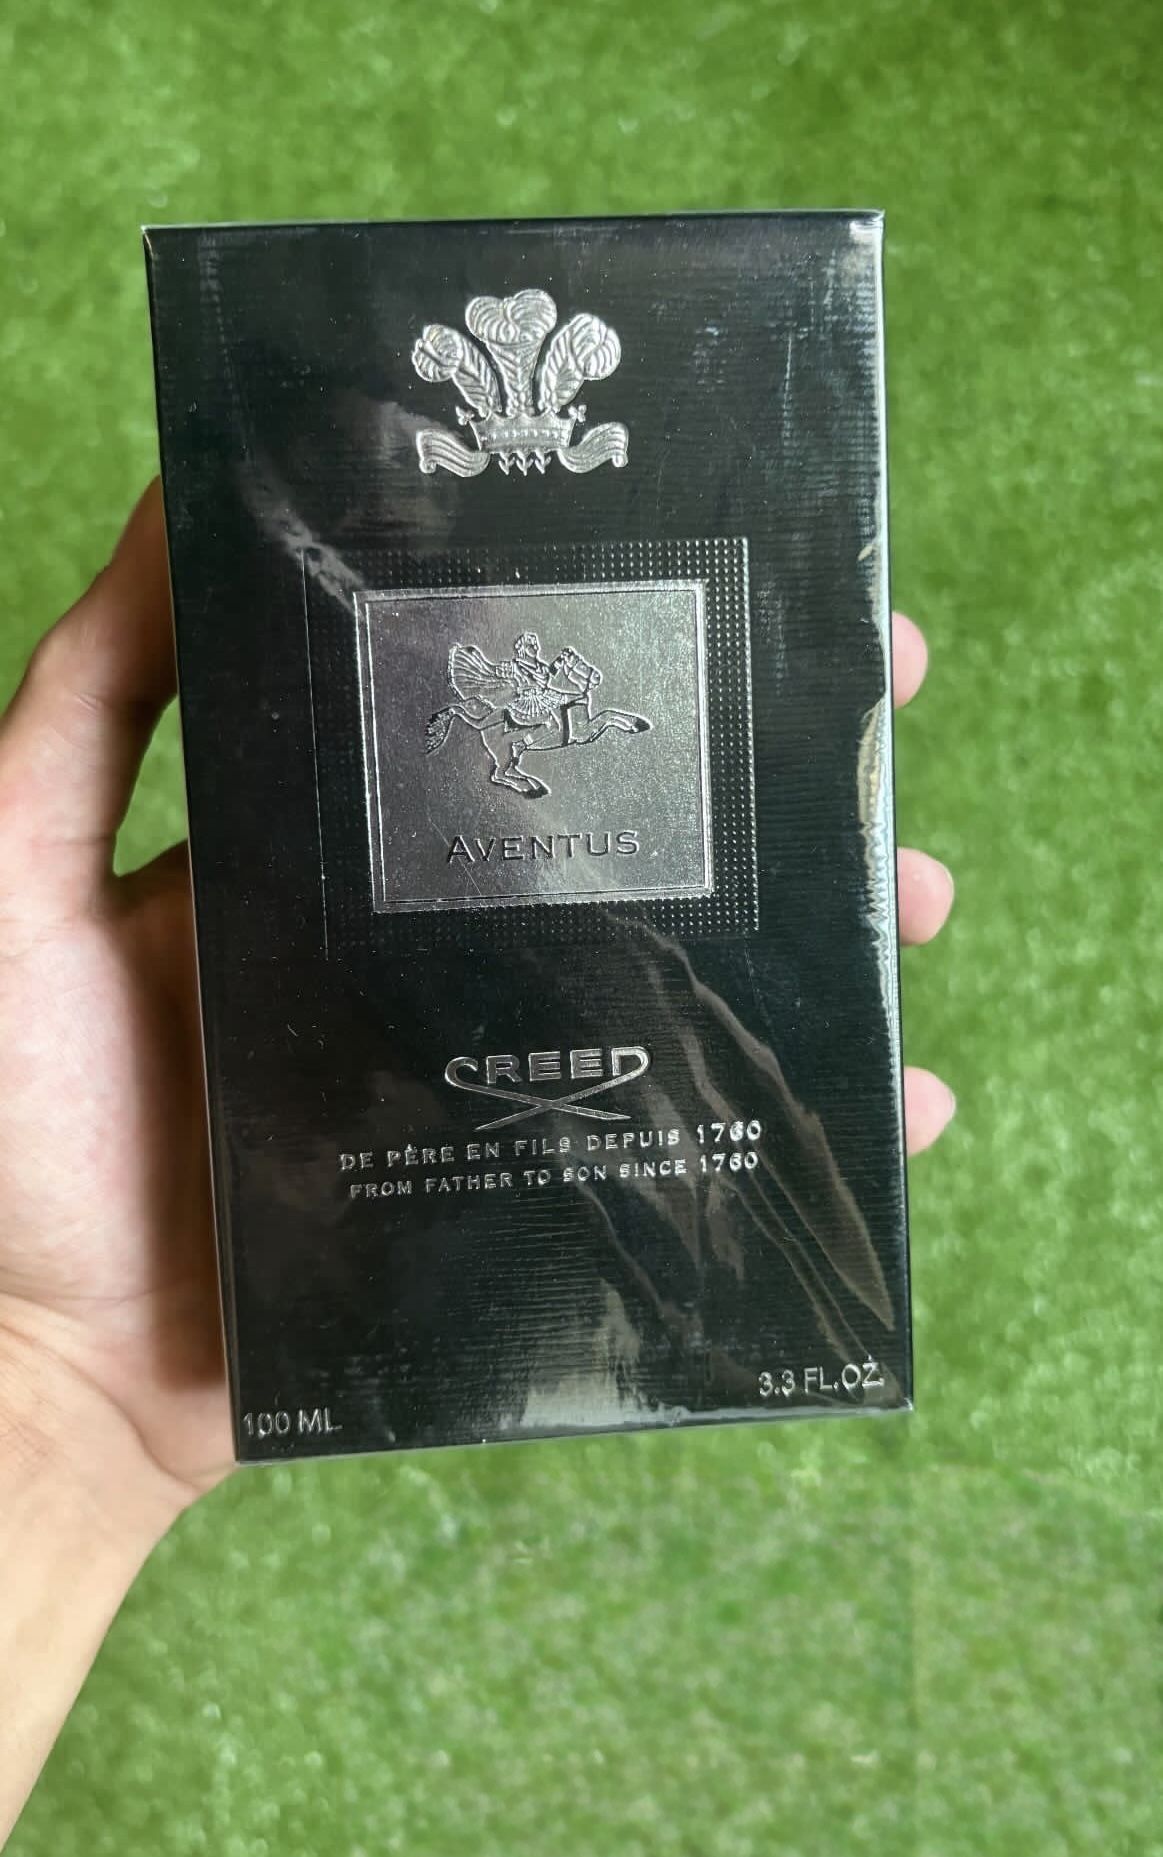 AVENTUS
CREED
DE PÈRE EN FILS DEPUIS 1760
FROM FATHER TO SON SINCE 1760
100 ML
3.3 FL.OZ.